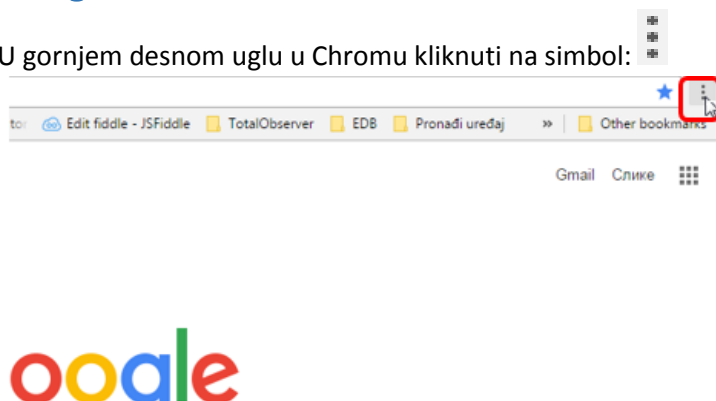 U gornjem desnom uglu u Chromu kliknuti na simbol:
tor Edit fiddle - JSFiddle TotalObserver EDB Pronađi uređaj » Other bookmarks
Gmail Слике
oogle